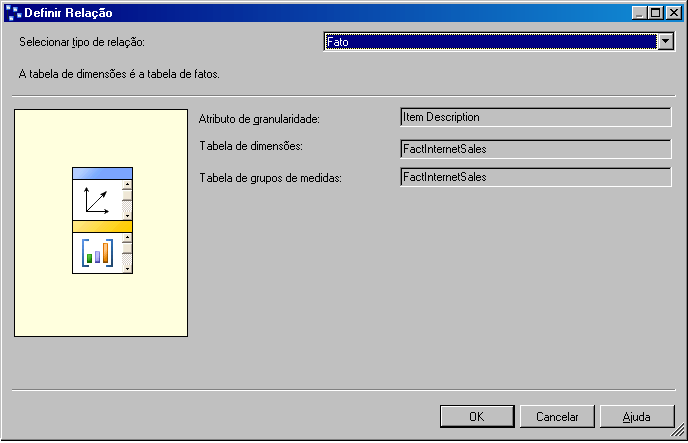 Definir Relação
Selecionar tipo de relação:
Fato
A tabela de dimensões é a tabela de fatos.
Atributo de granularidade:
Item Description
Tabela de dimensões:
FactInternetSales
Tabela de grupos de medidas:
FactInternetSales
OK
Cancelar
Ajuda